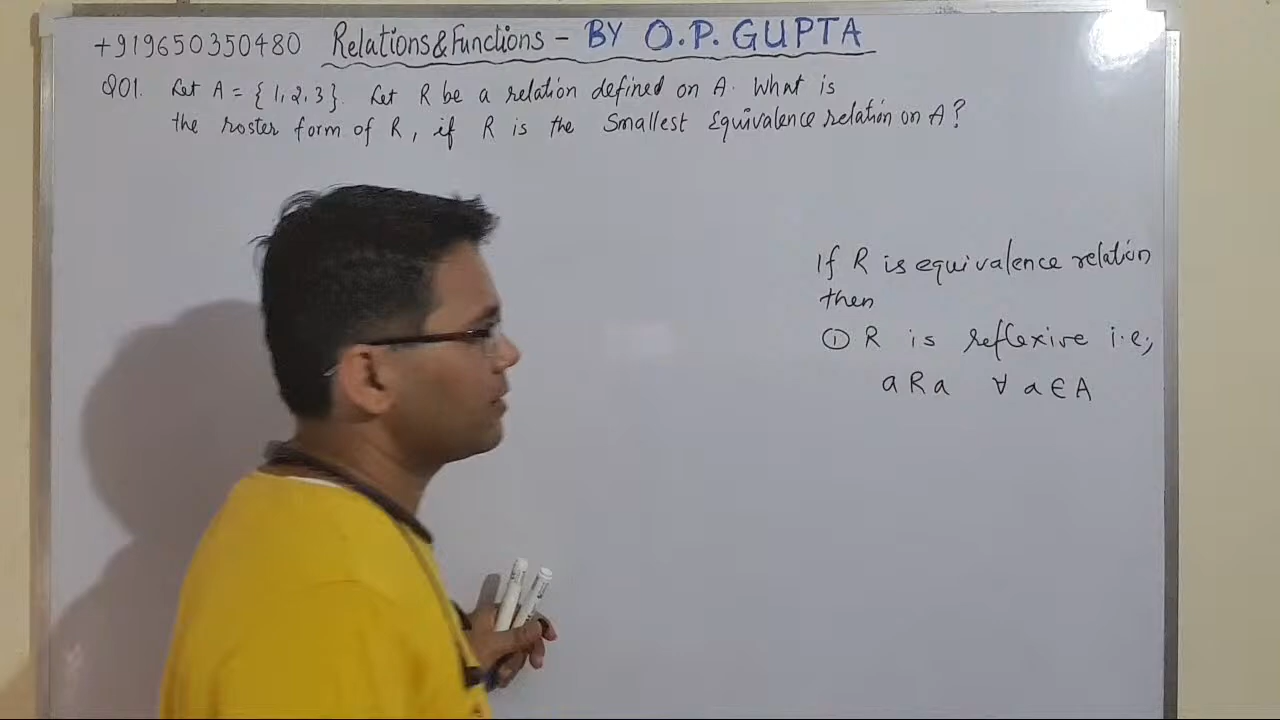 +919650350480 Relations & Functions - BY O.P. GUPTA
Q01. Let A = { 1, 2, 3 }. Let R be a relation defined on A. What is
the roster form of R, if R is the Smallest Equivalence relation on A?
If R is equivalence relation
then
① R is reflexive i.e;
a R a ∀ a ∈ A